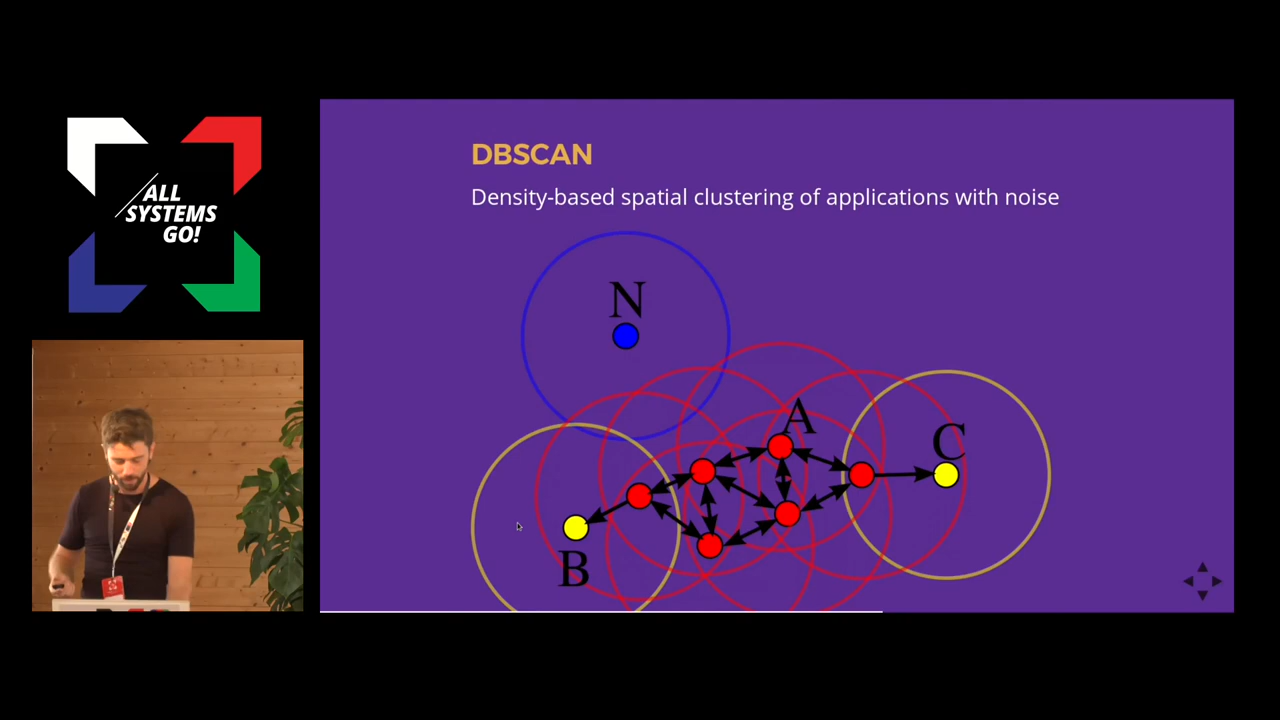 ALL
SYSTEMS
GO!
DBSCAN
Density-based spatial clustering of applications with noise
N
A
C
B